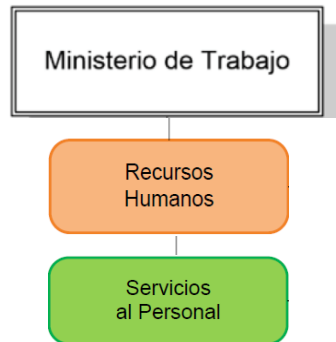 Ministerio de Trabajo
Recursos
Humanos
Servicios
al Personal